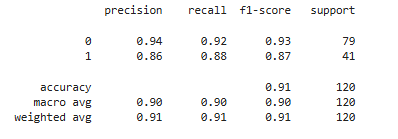 precision recall f1-score support
0 0.94 0.92 0.93 79
1 0.86 0.88 0.87 41
accuracy 0.91 120
macro avg 0.90 0.90 0.90 120
weighted avg 0.91 0.91 0.91 120